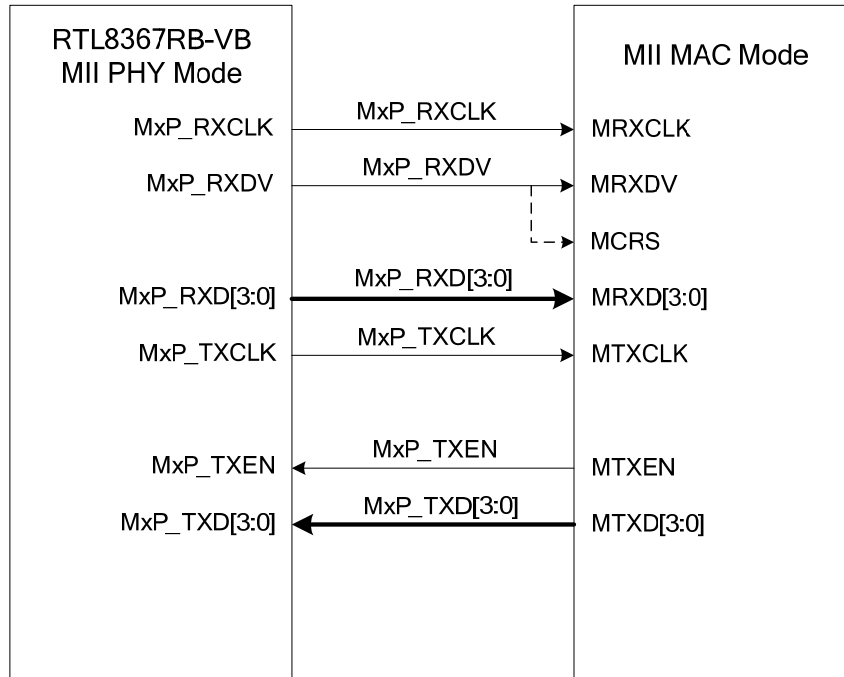 RTL8367RB-VB
MII PHY Mode
MII MAC Mode
MxP_RXCLK
MxP_RXCLK
MRXCLK
MxP_RXDV
MxP_RXDV
MRXDV
MCRS
MxP_RXD[3:0]
MxP_RXD[3:0]
MRXD[3:0]
MxP_TXCLK
MxP_TXCLK
MTXCLK
MxP_TXEN
MxP_TXEN
MTXEN
MxP_TXD[3:0]
MxP_TXD[3:0]
MTXD[3:0]